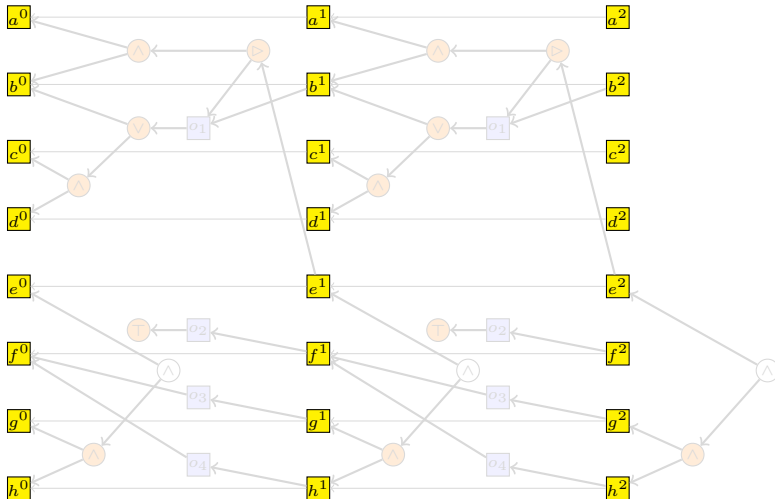 a⁰ a¹ a²
∧ ▷ ∧ ▷
b⁰ b¹ b²
∨ o₁ ∨ o₁
c⁰ c¹ c²
∧ ∧
d⁰ d¹ d²
e⁰ e¹ e²
⊤ o₂ ⊤ o₂
f⁰ f¹ f²
∧ ∧ ∧
o₃ o₃
g⁰ g¹ g²
∧ ∧ ∧
o₄ o₄
h⁰ h¹ h²